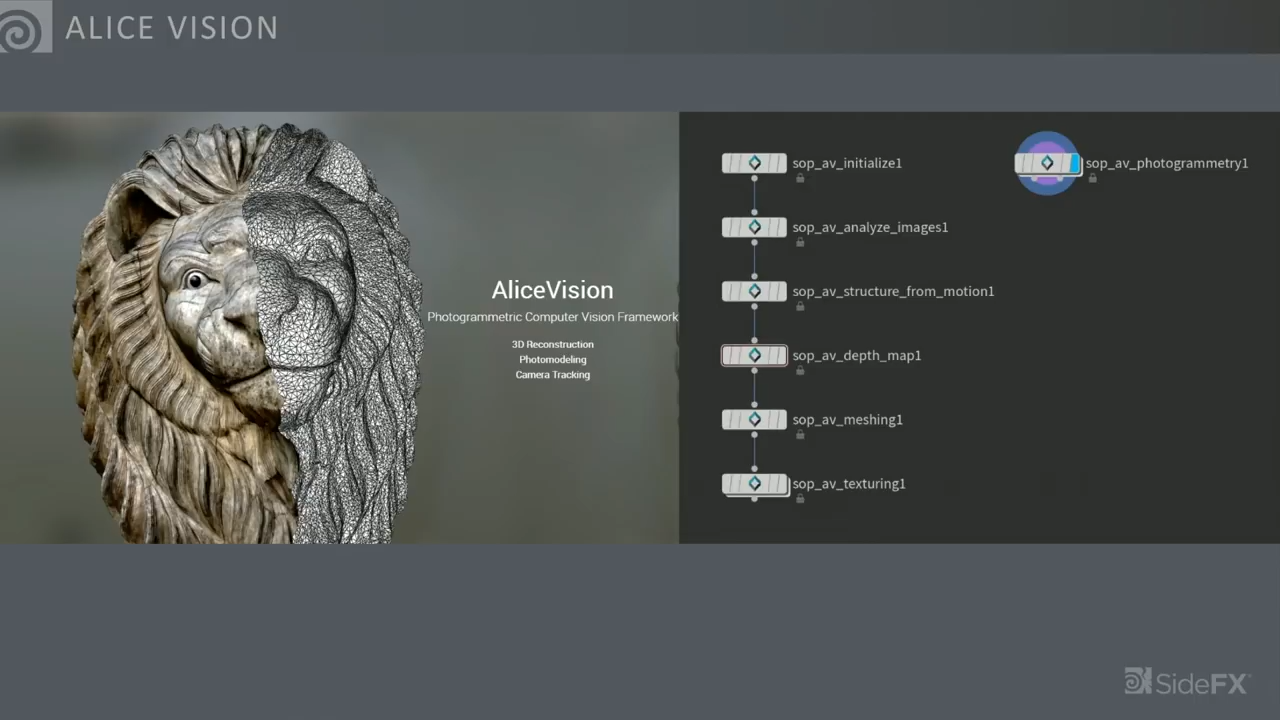 ALICE VISION
AliceVision
Photogrammetric Computer Vision Framework
3D Reconstruction
Photomodeling
Camera Tracking
sop_av_initialize1
sop_av_photogrammetry1
sop_av_analyze_images1
sop_av_structure_from_motion1
sop_av_depth_map1
sop_av_meshing1
sop_av_texturing1
SideFX